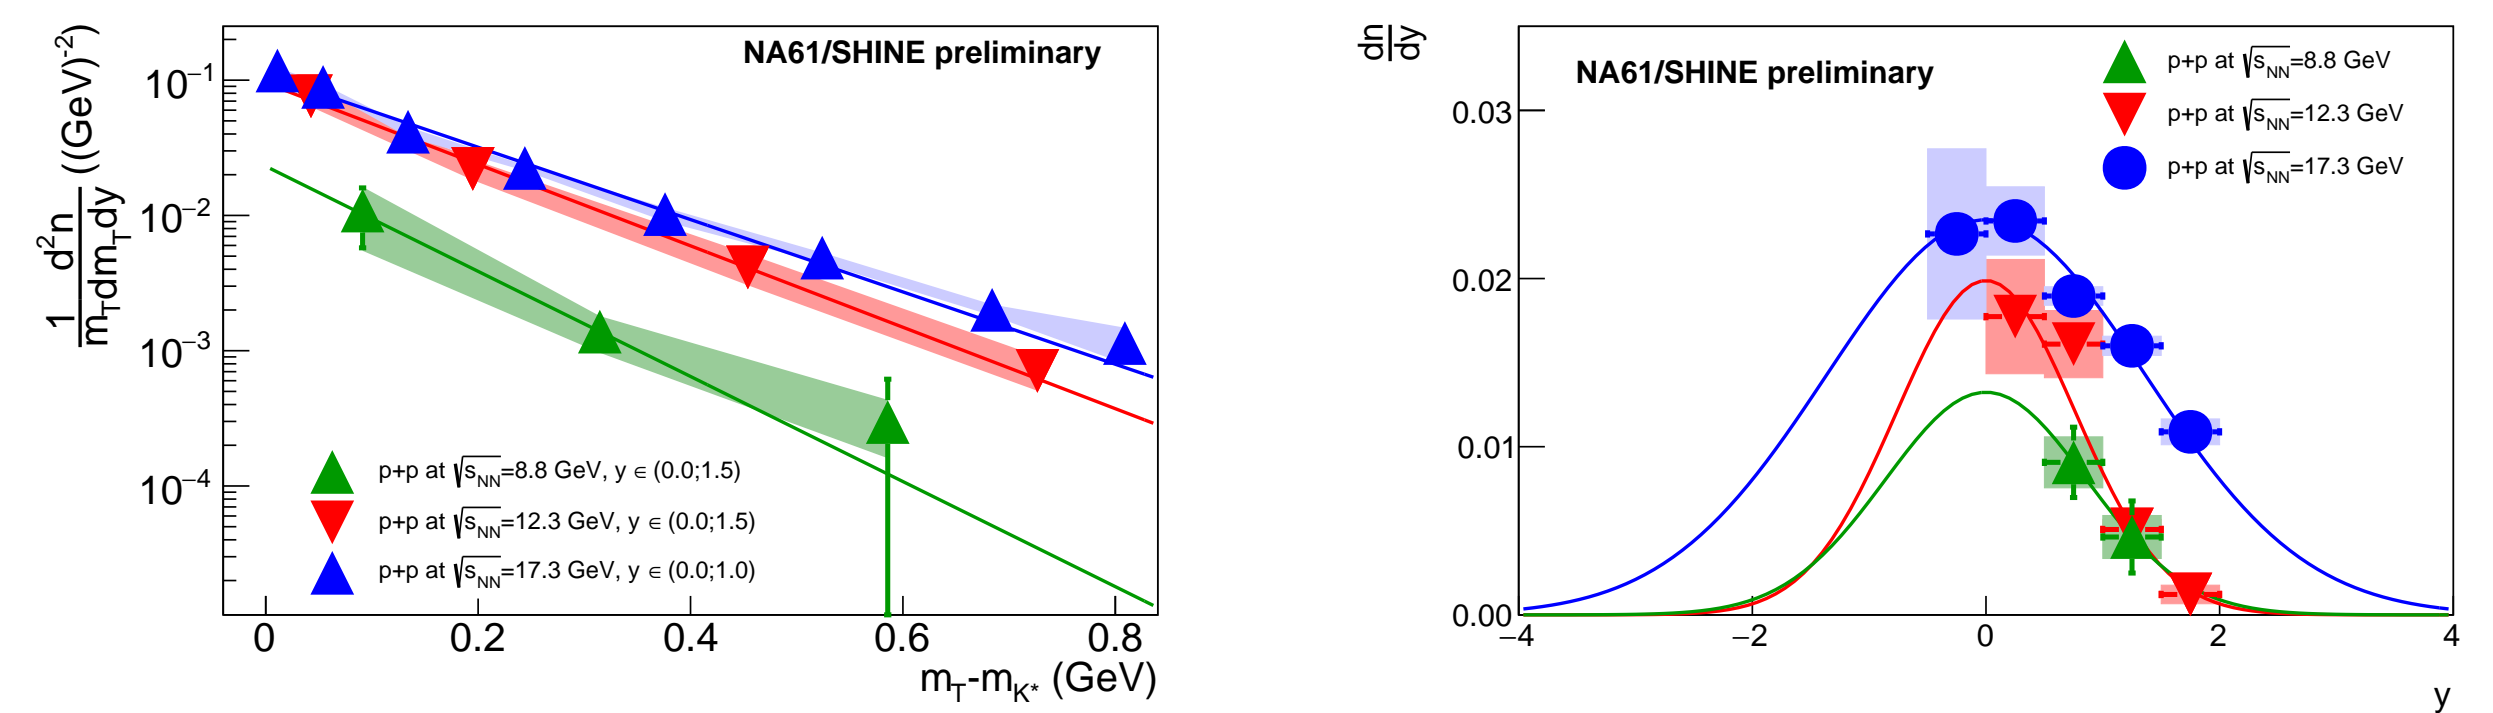 1/(m_T dm_T dy) d²n ((GeV)⁻²)
NA61/SHINE preliminary
10⁻¹
10⁻²
10⁻³
10⁻⁴
p+p at √s_NN=8.8 GeV, y ∈ (0.0;1.5)
p+p at √s_NN=12.3 GeV, y ∈ (0.0;1.5)
p+p at √s_NN=17.3 GeV, y ∈ (0.0;1.0)
0 0.2 0.4 0.6 0.8
m_T-m_K* (GeV)
dn/dy
NA61/SHINE preliminary
p+p at √s_NN=8.8 GeV
p+p at √s_NN=12.3 GeV
p+p at √s_NN=17.3 GeV
0.03
0.02
0.01
0.00
−4 −2 0 2 4
y